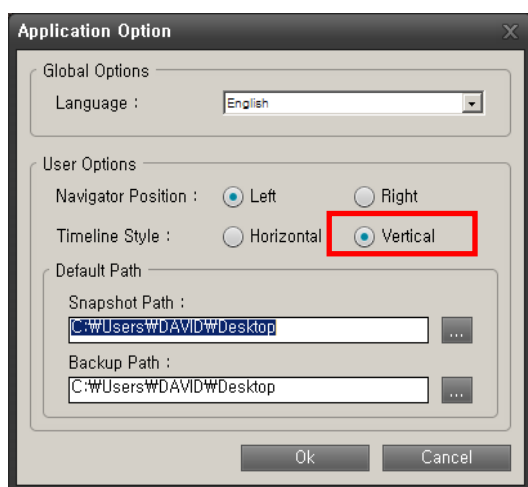 Application Option
Global Options
Language :
English
User Options
Navigator Position :
Left
Right
Timeline Style :
Horizontal
Vertical
Default Path
Snapshot Path :
C:₩Users₩DAVID₩Desktop
...
Backup Path :
C:₩Users₩DAVID₩Desktop
...
Ok
Cancel